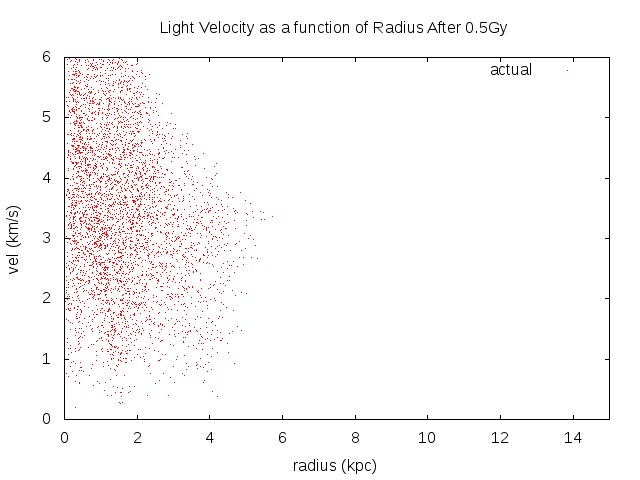 Light Velocity as a function of Radius After 0.5Gy
actual
6
5
4
3
2
1
0
vel (km/s)
0 2 4 6 8 10 12 14
radius (kpc)